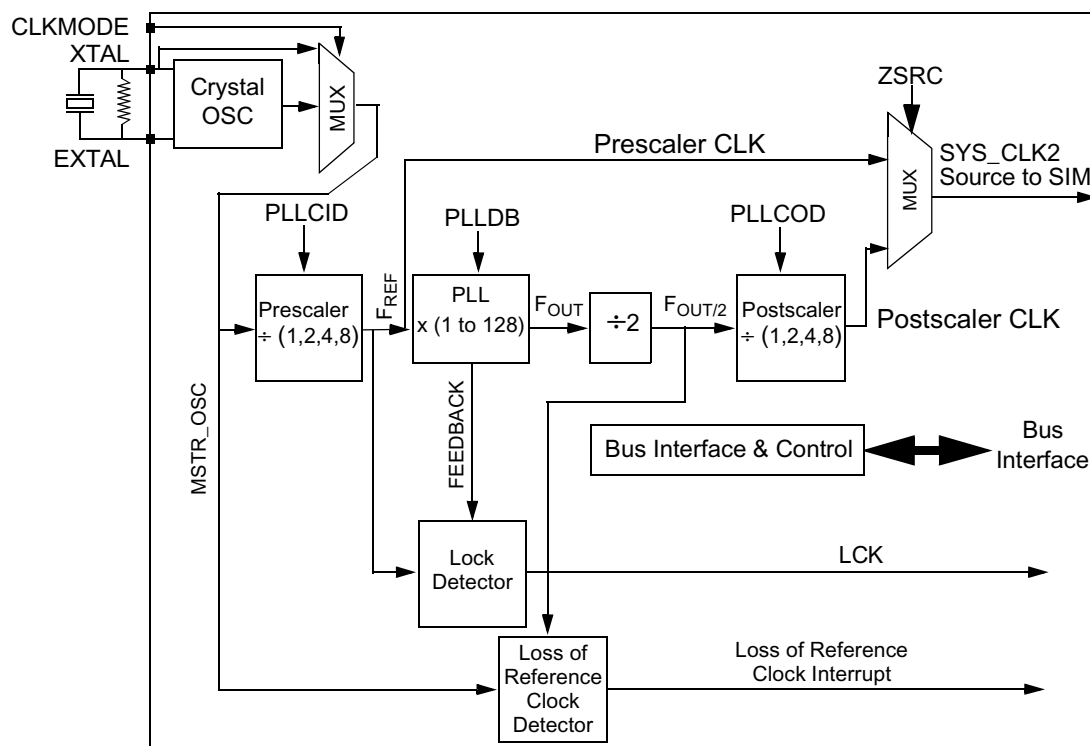 CLKMODE
XTAL
EXTAL
Crystal
OSC
MUX
ZSRC
Prescaler CLK
MUX
SYS_CLK2
Source to SIM
PLLCID
PLLDB
PLLCOD
Prescaler
÷ (1,2,4,8)
FREF
PLL
x (1 to 128)
FOUT
÷2
FOUT/2
Postscaler
÷ (1,2,4,8)
Postscaler CLK
MSTR_OSC
FEEDBACK
Bus Interface & Control
Bus
Interface
Lock
Detector
LCK
Loss of
Reference
Clock
Detector
Loss of Reference
Clock Interrupt